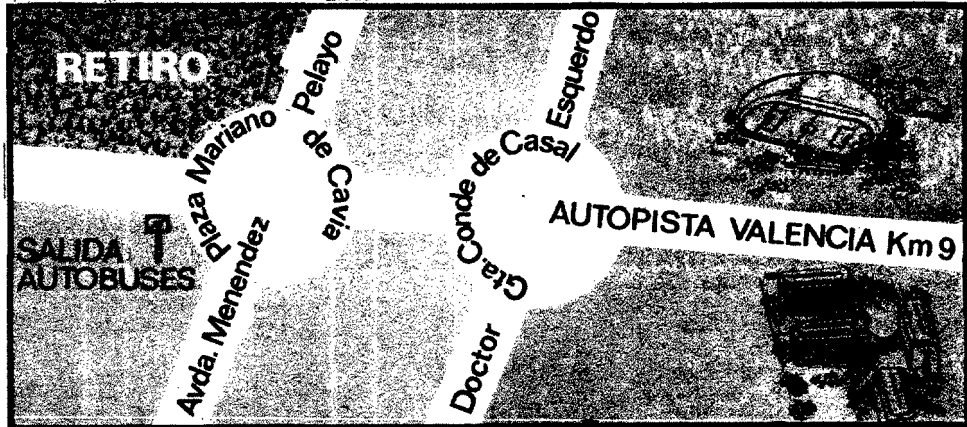 RETIRO
Plaza Mariano de Cavia
Avda. Menendez Pelayo
SALIDA
AUTOBUSES
Gta. Conde de Casal
Doctor Esquerdo
AUTOPISTA VALENCIA Km 9